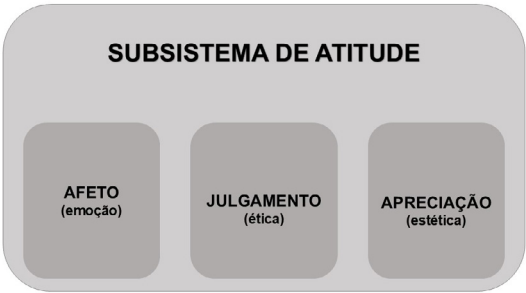 SUBSISTEMA DE ATITUDE
AFETO
(emoção)
JULGAMENTO
(ética)
APRECIAÇÃO
(estética)